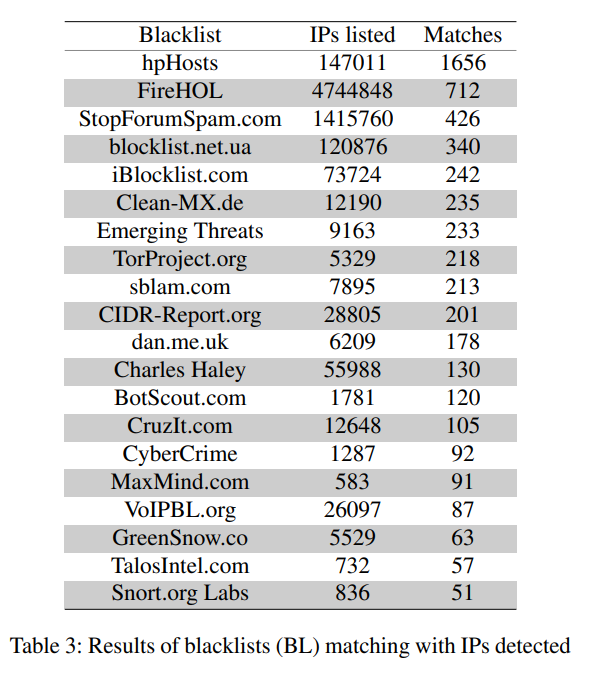 Blacklist IPs listed Matches
hpHosts 147011 1656
FireHOL 4744848 712
StopForumSpam.com 1415760 426
blocklist.net.ua 120876 340
iBlocklist.com 73724 242
Clean-MX.de 12190 235
Emerging Threats 9163 233
TorProject.org 5329 218
sblam.com 7895 213
CIDR-Report.org 28805 201
dan.me.uk 6209 178
Charles Haley 55988 130
BotScout.com 1781 120
CruzIt.com 12648 105
CyberCrime 1287 92
MaxMind.com 583 91
VoIPBL.org 26097 87
GreenSnow.co 5529 63
TalosIntel.com 732 57
Snort.org Labs 836 51
Table 3: Results of blacklists (BL) matching with IPs detected